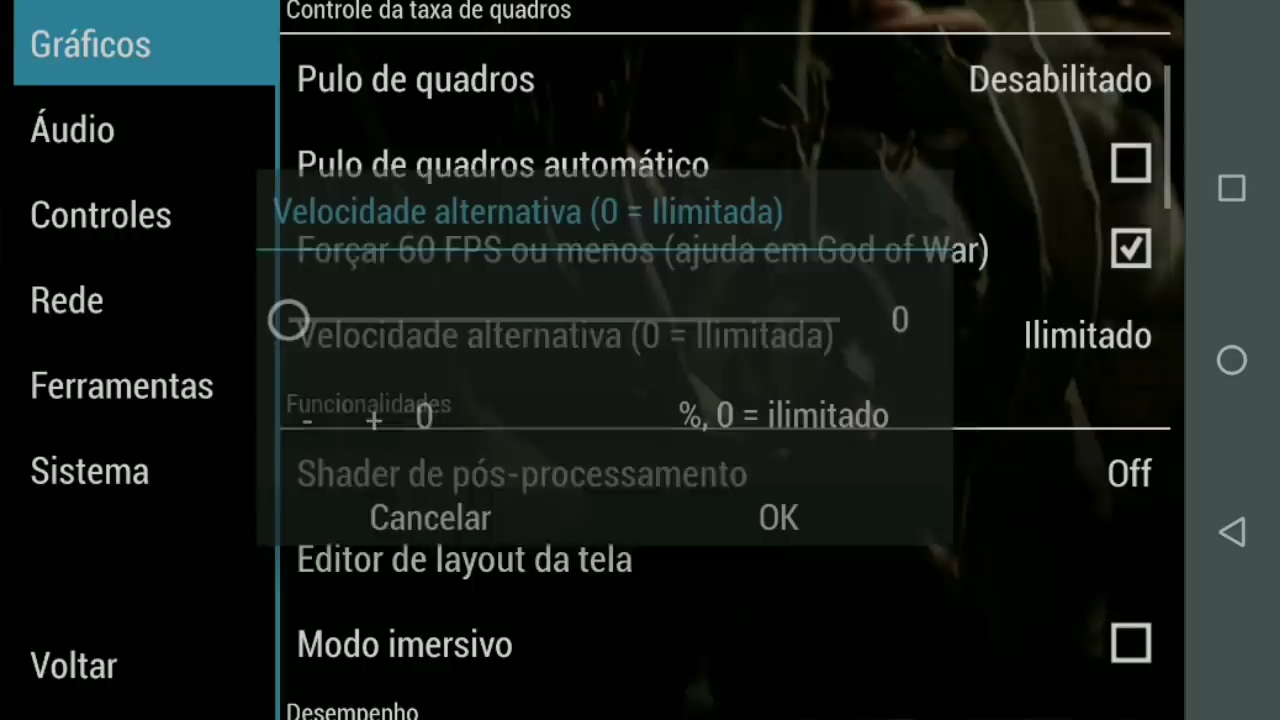 Controle da taxa de quadros
Gráficos
Pulo de quadros
Desabilitado
Áudio
Pulo de quadros automático
Controles
Velocidade alternativa (0 = Ilimitada)
Forçar 60 FPS ou menos (ajuda em God of War)
Rede
0
Velocidade alternativa (0 = Ilimitada)
Ilimitado
Ferramentas
Funcionalidades
- + 0
%, 0 = ilimitado
Sistema
Shader de pós-processamento
Off
Cancelar
OK
Editor de layout da tela
Modo imersivo
Voltar
Desempenho